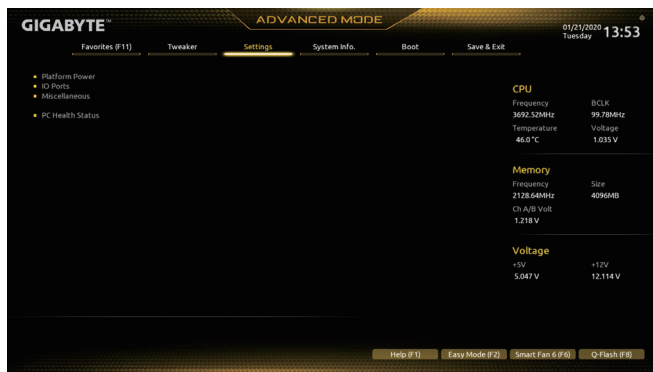 GIGABYTE™
ADVANCED MODE
01/21/2020
Tuesday
13:53
Favorites (F11) Tweaker Settings System Info. Boot Save & Exit
Platform Power
IO Ports
Miscellaneous
PC Health Status
CPU
Frequency BCLK
3692.52MHz 99.78MHz
Temperature Voltage
46.0 °C 1.035 V
Memory
Frequency Size
2128.64MHz 4096MB
Ch A/B Volt
1.218 V
Voltage
+5V +12V
5.047 V 12.114 V
Help (F1) Easy Mode (F2) Smart Fan 6 (F6) Q-Flash (F8)